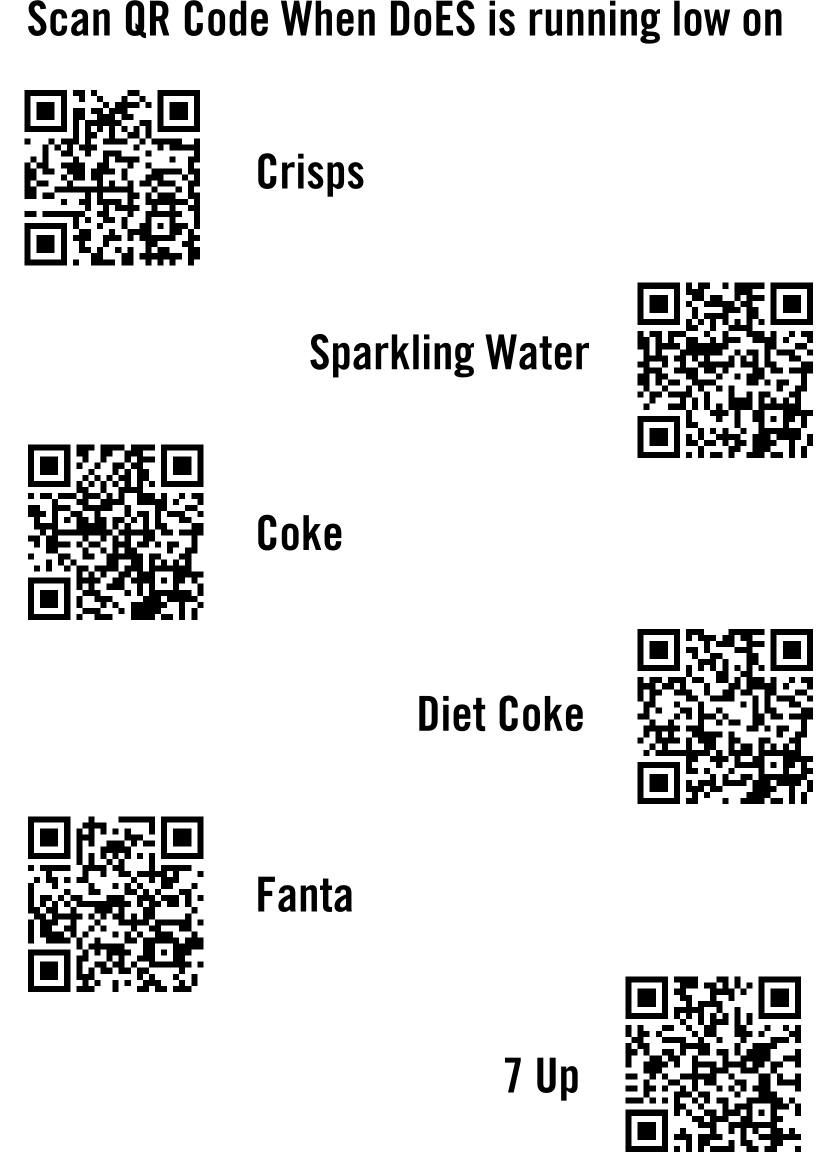 Scan QR Code When DoES is running low on
Crisps
Sparkling Water
Coke
Diet Coke
Fanta
7 Up